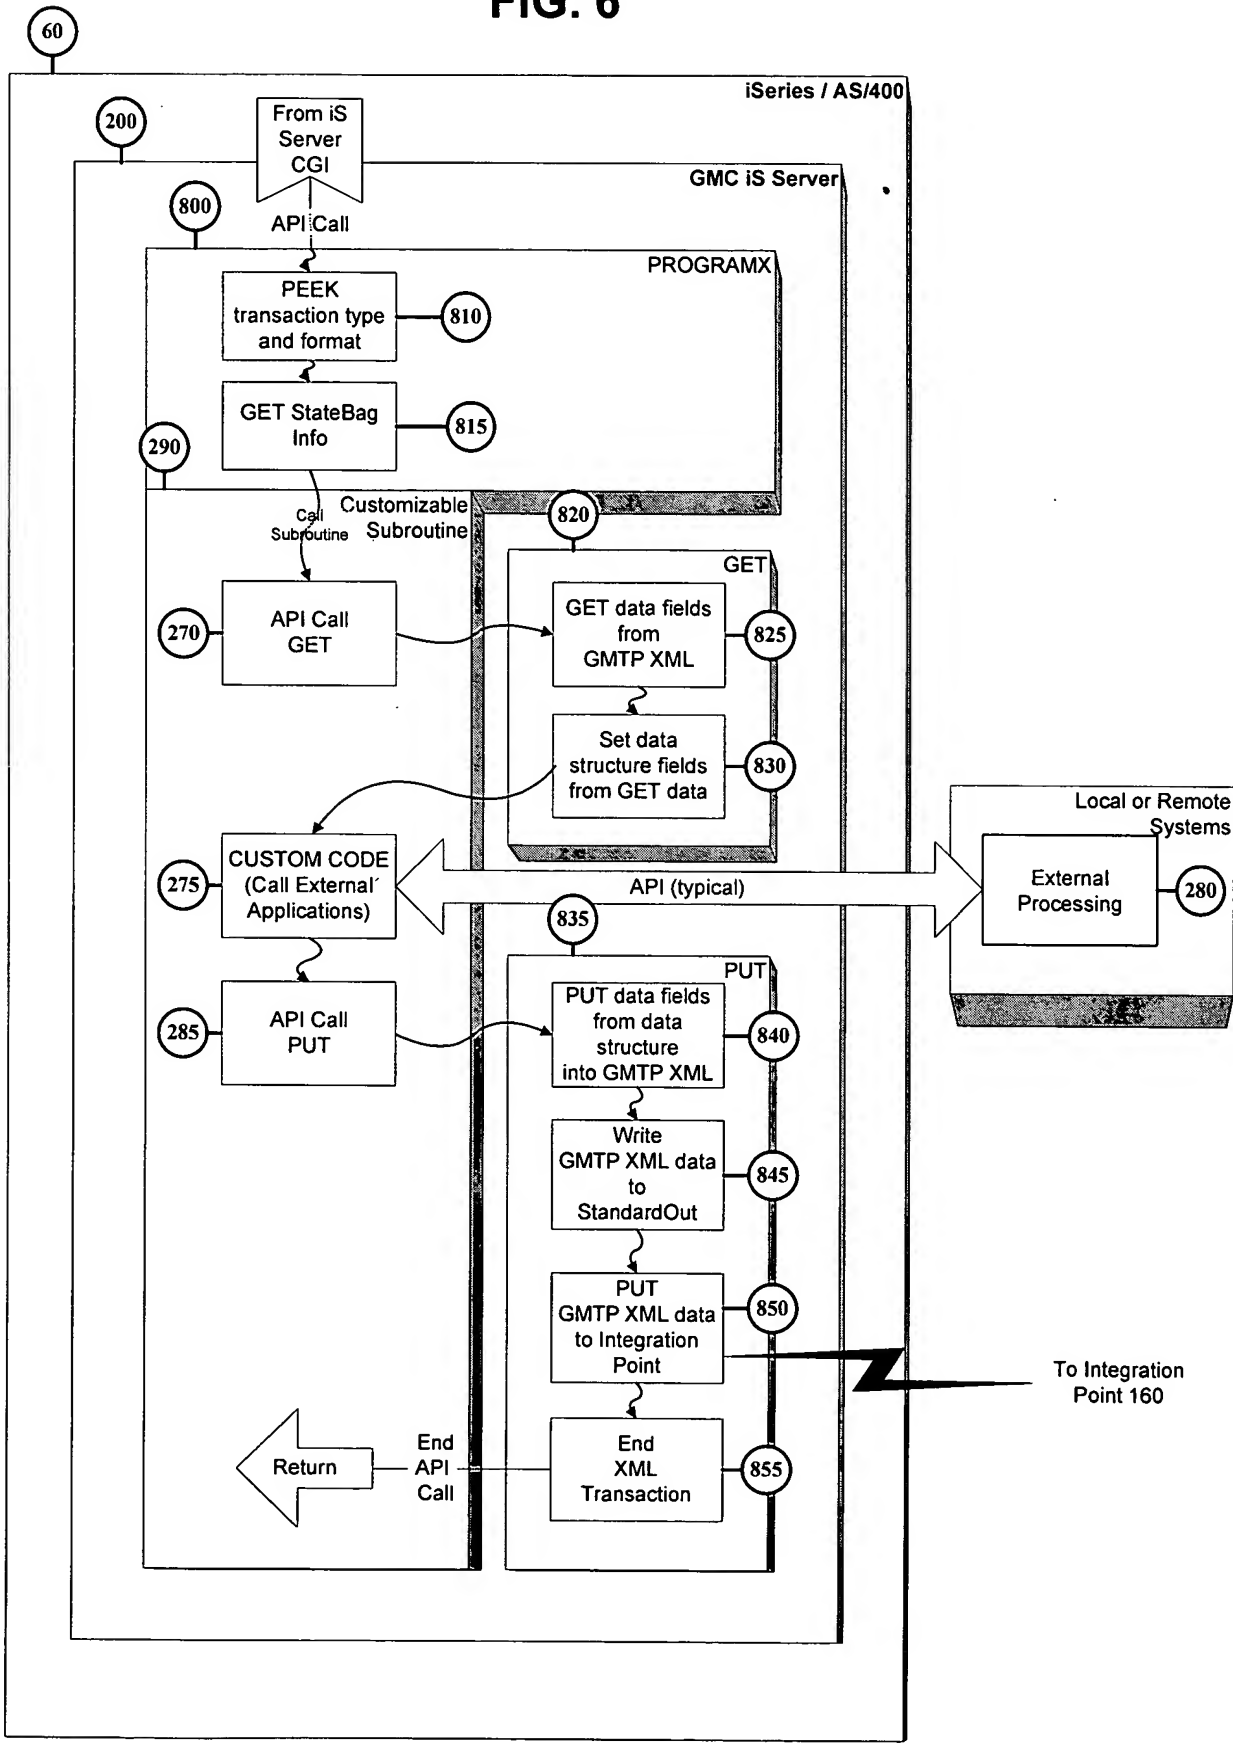 FIG. 6
60
iSeries / AS/400
200
From iS
Server
CGI
GMC iS Server
800
API Call
PROGRAMX
PEEK
transaction type
and format
810
GET StateBag
Info
815
290
Customizable
Subroutine
Call
Subroutine
820
GET
API Call
GET
270
GET data fields
from
GMTP XML
825
Set data
structure fields
from GET data
830
Local or Remote
Systems
CUSTOM CODE
(Call External
Applications)
275
API (typical)
External
Processing
280
835
PUT
API Call
PUT
285
PUT data fields
from data
structure
into GMTP XML
840
Write
GMTP XML data
to
StandardOut
845
PUT
GMTP XML data
to Integration
Point
850
To Integration
Point 160
Return
End
API
Call
End
XML
Transaction
855